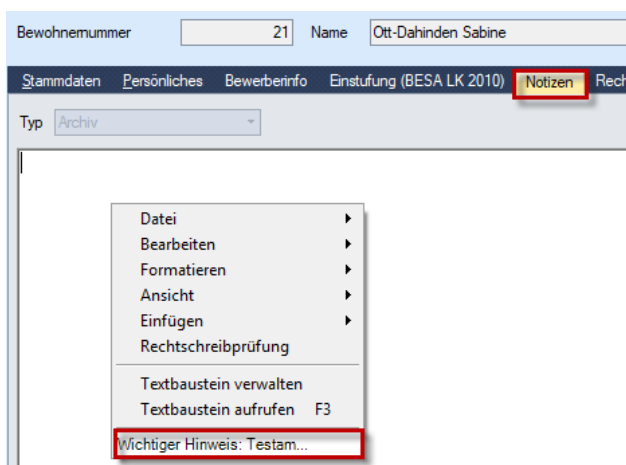 Bewohnernummer 21 Name Ott-Dahinden Sabine
Stammdaten Persönliches Bewerberinfo Einstufung (BESA LK 2010) Notizen Rech
Typ Archiv
Datei
Bearbeiten
Formatieren
Ansicht
Einfügen
Rechtschreibprüfung
Textbaustein verwalten
Textbaustein aufrufen F3
Wichtiger Hinweis: Testam...